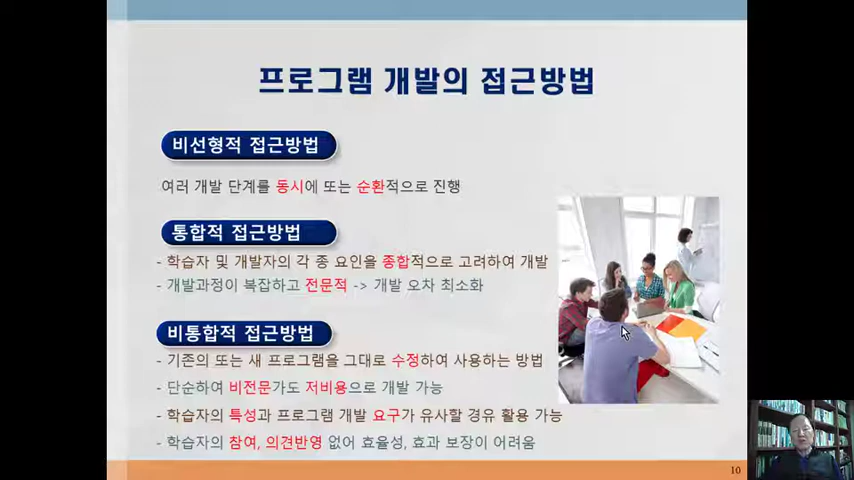 프로그램 개발의 접근방법
비선형적 접근방법
여러 개발 단계를 동시에 또는 순환적으로 진행
통합적 접근방법
- 학습자 및 개발자의 각 종 요인을 종합적으로 고려하여 개발
- 개발과정이 복잡하고 전문적 -> 개발 오차 최소화
비통합적 접근방법
- 기존의 또는 새 프로그램을 그대로 수정하여 사용하는 방법
- 단순하여 비전문가도 저비용으로 개발 가능
- 학습자의 특성과 프로그램 개발 요구가 유사할 경유 활용 가능
- 학습자의 참여, 의견반영 없어 효율성, 효과 보장이 어려움
10